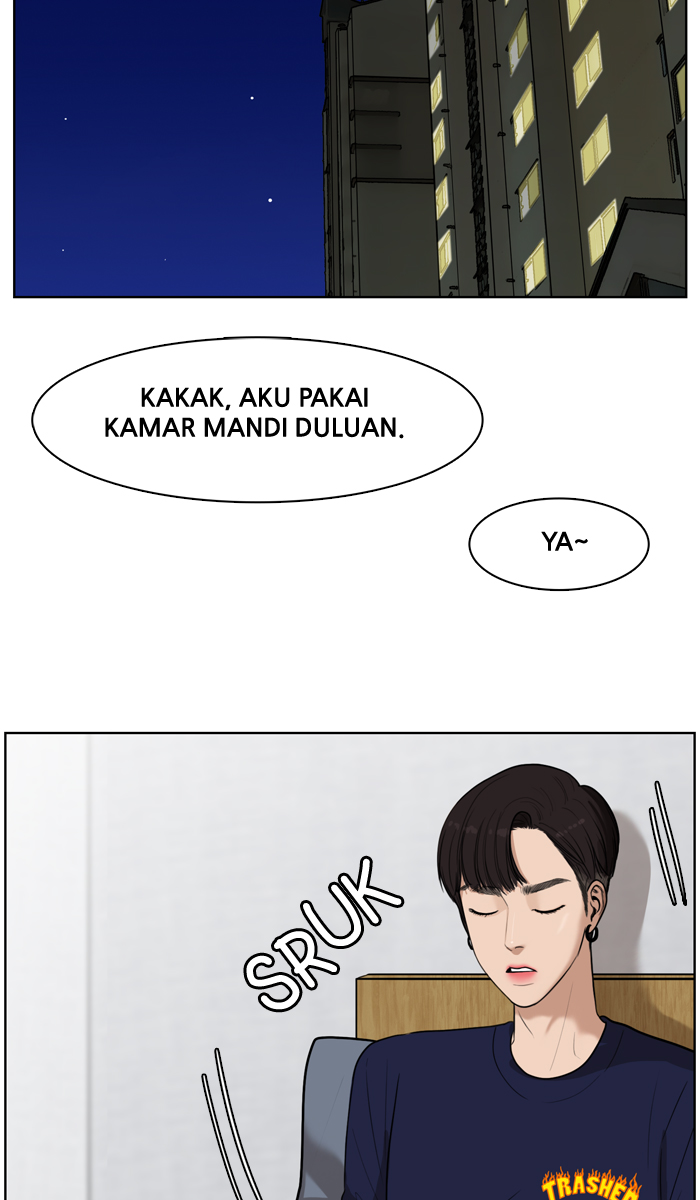 KAKAK, AKU PAKAI
KAMAR MANDI DULUAN.
YA~
SRUK
TRASHER